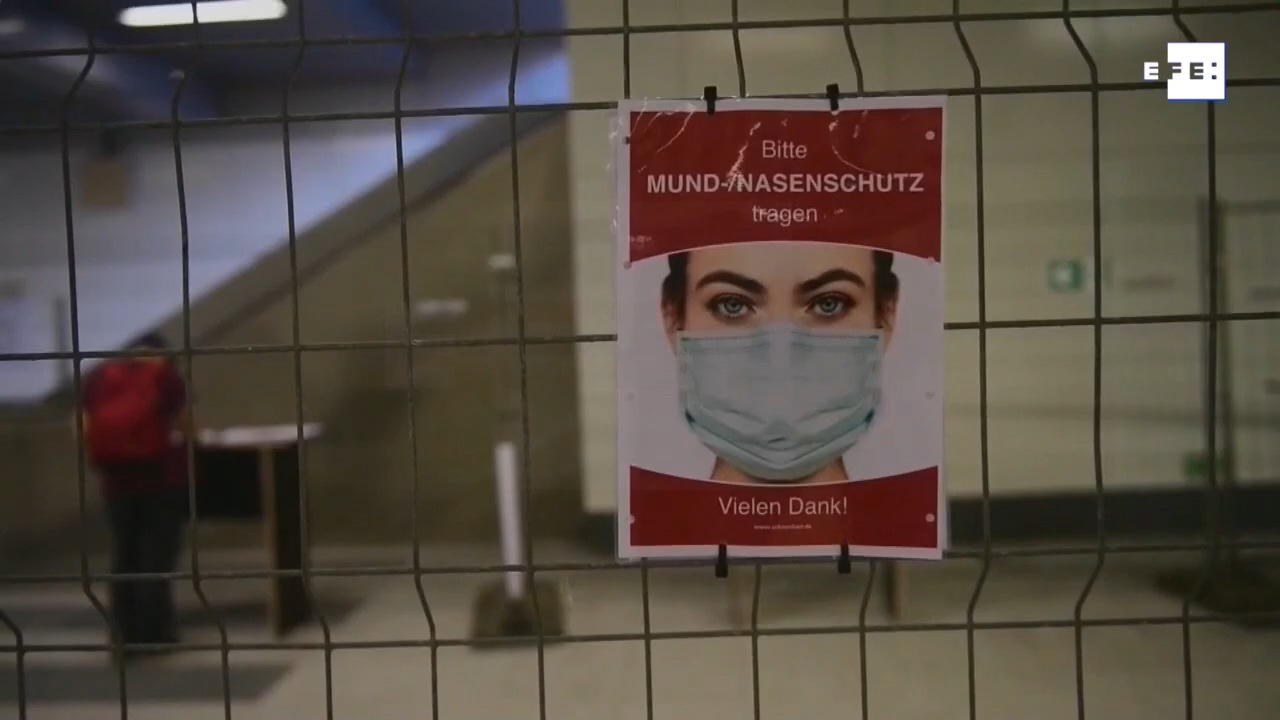 EFE:
Bitte
MUND-/NASENSCHUTZ
tragen
Vielen Dank!